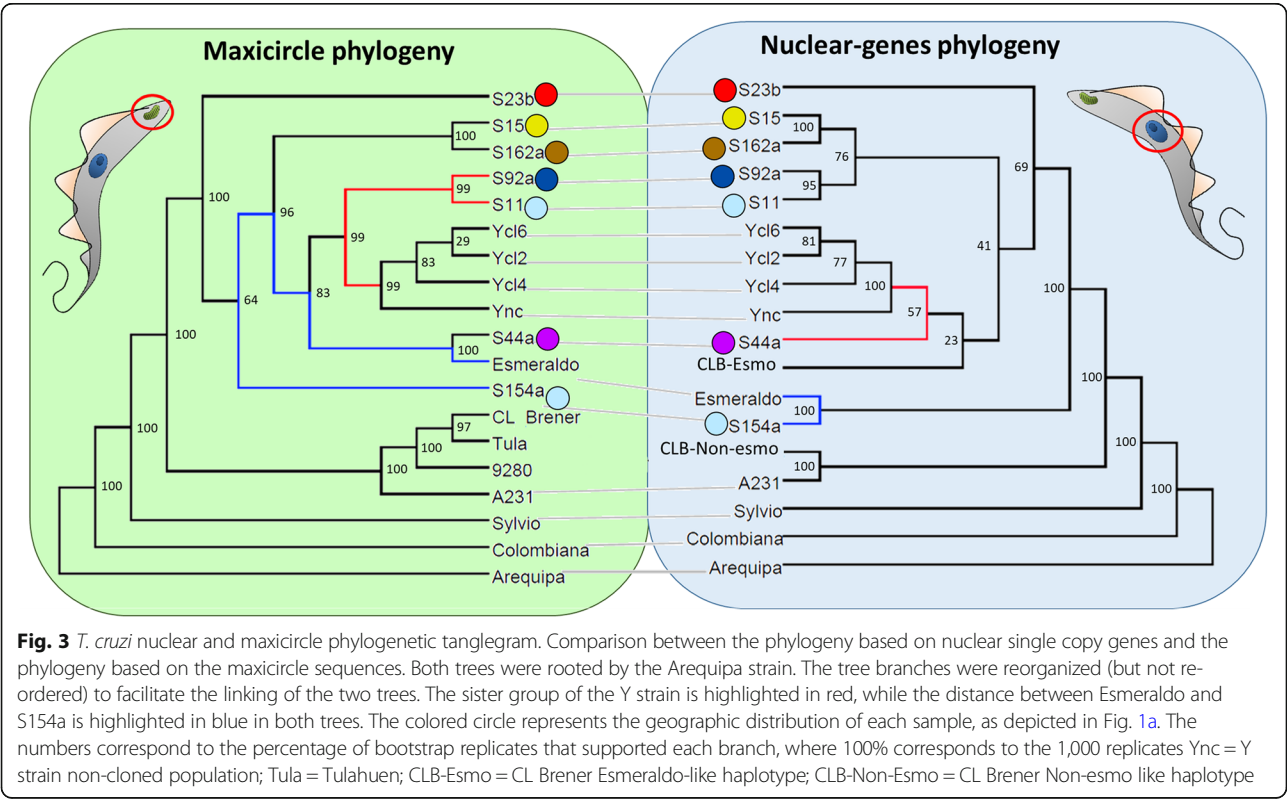 Maxicircle phylogeny
S23b
S15
S162a
S92a
S11
Ycl6
Ycl2
Ycl4
Ync
S44a
Esmeraldo
S154a
CL Brener
Tula
9280
A231
Sylvio
Colombiana
Arequipa
100
100
99
96
99
29
83
99
83
64
100
100
97
100
100
100
100
Nuclear-genes phylogeny
S23b
S15
S162a
S92a
S11
Ycl6
Ycl2
Ycl4
Ync
S44a
CLB-Esmo
Esmeraldo
S154a
CLB-Non-esmo
A231
Sylvio
Colombiana
Arequipa
100
76
95
69
81
77
41
100
57
23
100
100
100
100
100
100
Fig. 3 T. cruzi nuclear and maxicircle phylogenetic tanglegram. Comparison between the phylogeny based on nuclear single copy genes and the
phylogeny based on the maxicircle sequences. Both trees were rooted by the Arequipa strain. The tree branches were reorganized (but not re-
ordered) to facilitate the linking of the two trees. The sister group of the Y strain is highlighted in red, while the distance between Esmeraldo and
S154a is highlighted in blue in both trees. The colored circle represents the geographic distribution of each sample, as depicted in Fig. 1a. The
numbers correspond to the percentage of bootstrap replicates that supported each branch, where 100% corresponds to the 1,000 replicates Ync = Y
strain non-cloned population; Tula = Tulahuen; CLB-Esmo = CL Brener Esmeraldo-like haplotype; CLB-Non-Esmo = CL Brener Non-esmo like haplotype